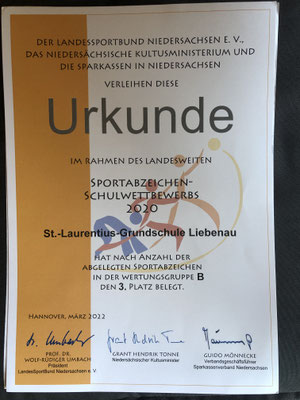 DER LANDESSPORTBUND NIEDERSACHSEN E. V.,
DAS NIEDERSÄCHSISCHE KULTUSMINISTERIUM UND
DIE SPARKASSEN IN NIEDERSACHSEN
VERLEIHEN DIESE
Urkunde
IM RAHMEN DES LANDESWEITEN
SPORTABZEICHEN-
SCHULWETTBEWERBS
2020
St.-Laurentius-Grundschule Liebenau
HAT NACH ANZAHL DER
ABGELEGTEN SPORTABZEICHEN
IN DER WERTUNGSGRUPPE B
DEN 3. PLATZ BELEGT.
HANNOVER, MÄRZ 2022
PROF. DR.
WOLF-RÜDIGER UMBACH
Präsident
LandesSportBund Niedersachsen e. V.
GRANT HENDRIK TONNE
Niedersächsischer Kultusminister
GUIDO MÖNNECKE
Verbandsgeschäftsführer
Sparkassenverband Niedersachsen